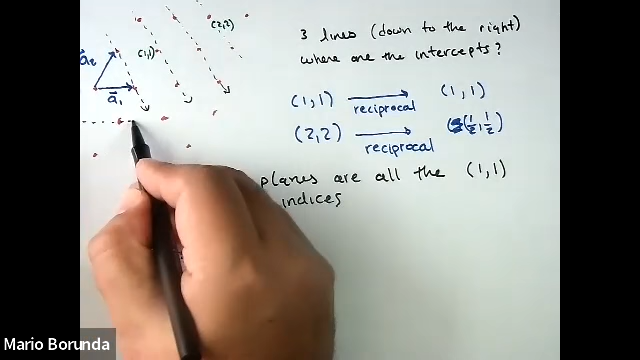 (2,2)
(1,1)
a₂
a₁
3 lines (down to the right)
where are the intercepts?
(1,1) reciprocal (1,1)
(2,2) reciprocal (1/2, 1/2)
planes are all the (1,1)
indices
Mario Borunda